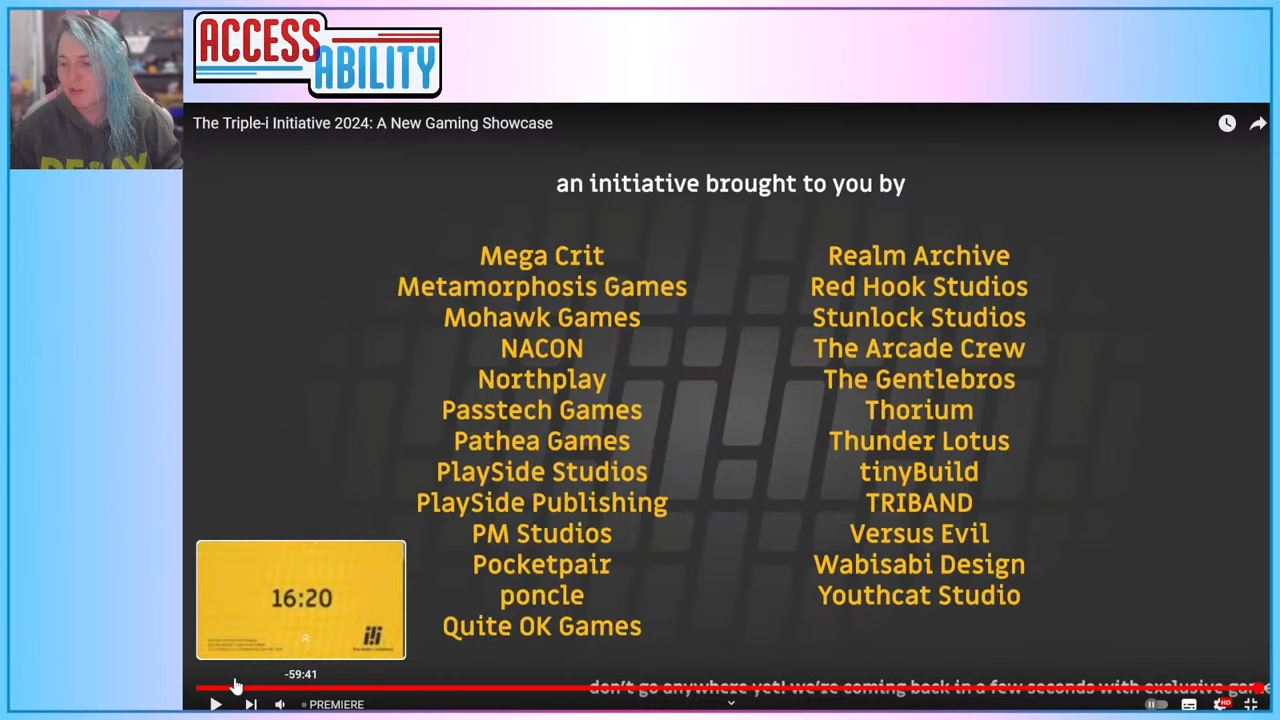 ACCESS
ABILITY
The Triple-i Initiative 2024: A New Gaming Showcase
an initiative brought to you by
Mega Crit
Metamorphosis Games
Mohawk Games
NACON
Northplay
Passtech Games
Pathea Games
PlaySide Studios
PlaySide Publishing
PM Studios
Pocketpair
poncle
Quite OK Games
Realm Archive
Red Hook Studios
Stunlock Studios
The Arcade Crew
The Gentlebros
Thorium
Thunder Lotus
tinyBuild
TRIBAND
Versus Evil
Wabisabi Design
Youthcat Studio
16:20
-59:41
don't go anywhere yet! we're coming back in a few seconds with exclusive
PREMIERE
HD